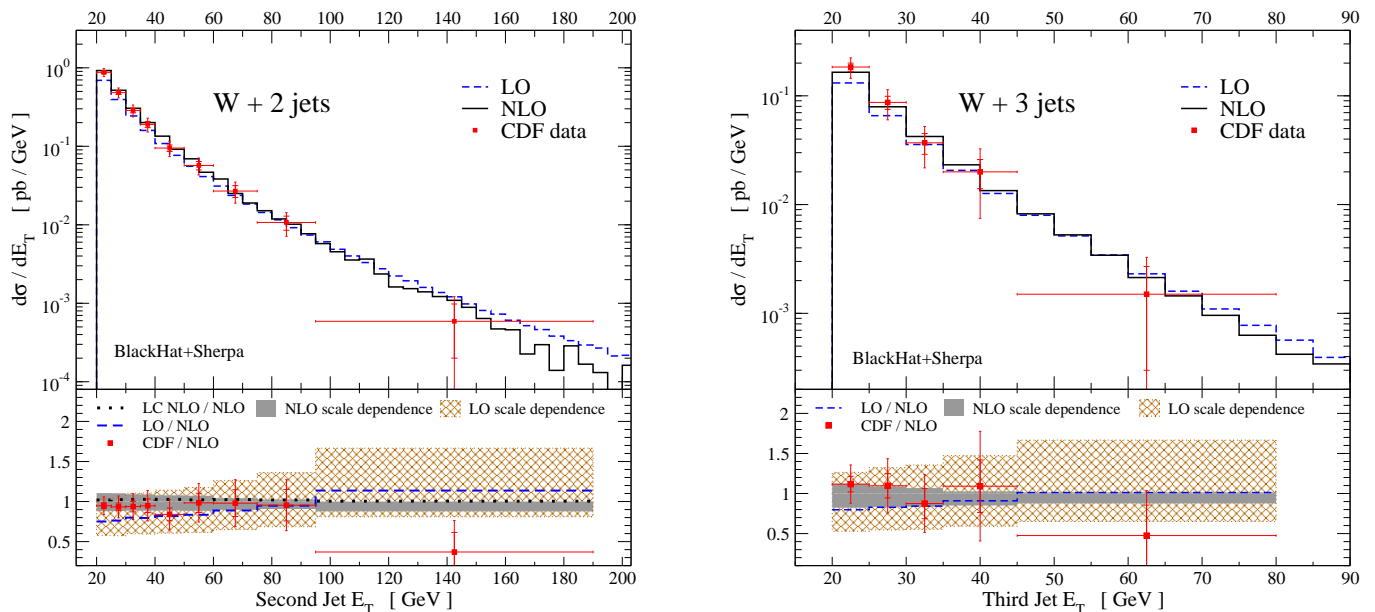 20 40 60 80 100 120 140 160 180 200
10^0
10^-1
10^-2
10^-3
10^-4
dσ / dE_T [ pb / GeV ]
W + 2 jets
LO
NLO
CDF data
BlackHat+Sherpa
LC NLO / NLO
LO / NLO
CDF / NLO
NLO scale dependence
LO scale dependence
2
1.5
1
0.5
20 40 60 80 100 120 140 160 180 200
Second Jet E_T [ GeV ]
20 30 40 50 60 70 80 90
10^-1
10^-2
10^-3
dσ / dE_T [ pb / GeV ]
W + 3 jets
LO
NLO
CDF data
BlackHat+Sherpa
LO / NLO
CDF / NLO
NLO scale dependence
LO scale dependence
2
1.5
1
0.5
20 30 40 50 60 70 80 90
Third Jet E_T [ GeV ]